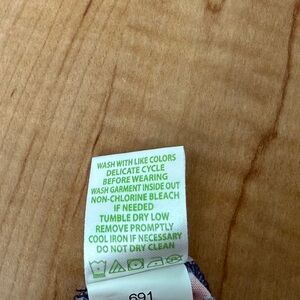 WASH WITH LIKE COLORS
DELICATE CYCLE
BEFORE WEARING
WASH GARMENT INSIDE OUT
NON-CHLORINE BLEACH
IF NEEDED
TUMBLE DRY LOW
REMOVE PROMPTLY
COOL IRON IF NECESSARY
DO NOT DRY CLEAN
691